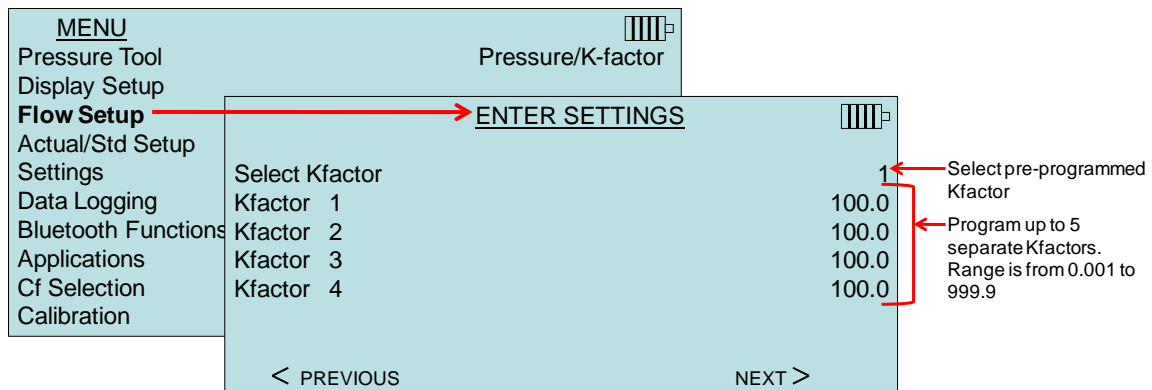 MENU
Pressure Tool Pressure/K-factor
Display Setup
Flow Setup
Actual/Std Setup
Settings
Data Logging
Bluetooth Functions
Applications
Cf Selection
Calibration
ENTER SETTINGS
Select Kfactor 1
Kfactor 1 100.0
Kfactor 2 100.0
Kfactor 3 100.0
Kfactor 4 100.0
< PREVIOUS NEXT >
Select pre-programmed
Kfactor
Program up to 5
separate Kfactors.
Range is from 0.001 to
999.9